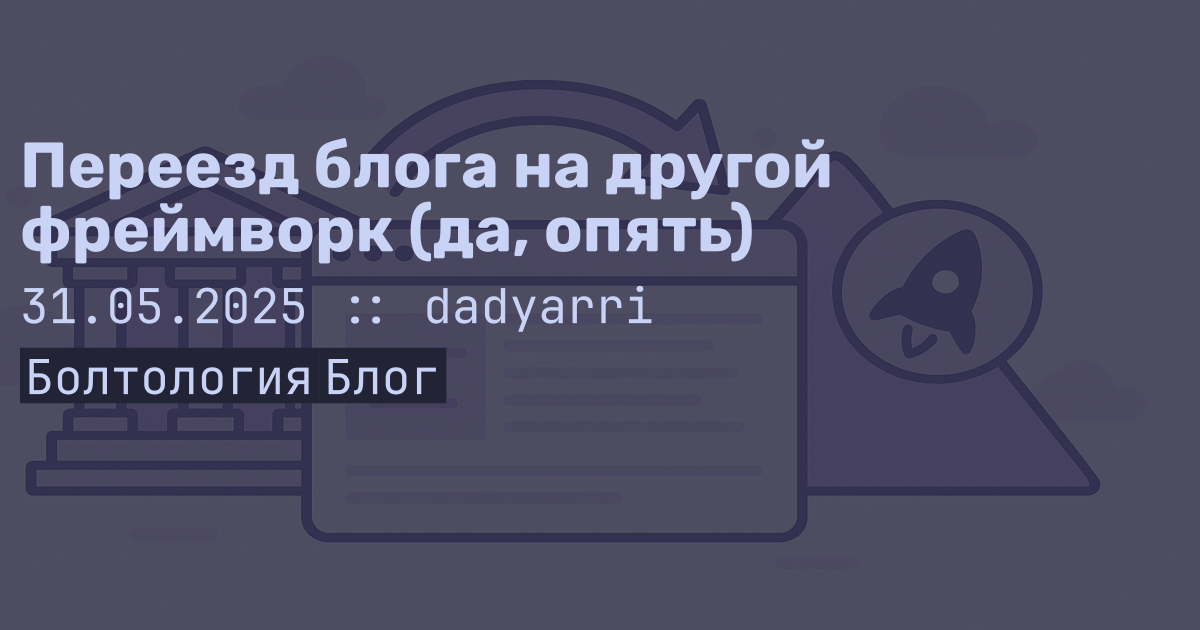 Переезд блога на другой
фреймворк (да, опять)
31.05.2025 :: dadyarri
Болтология Блог